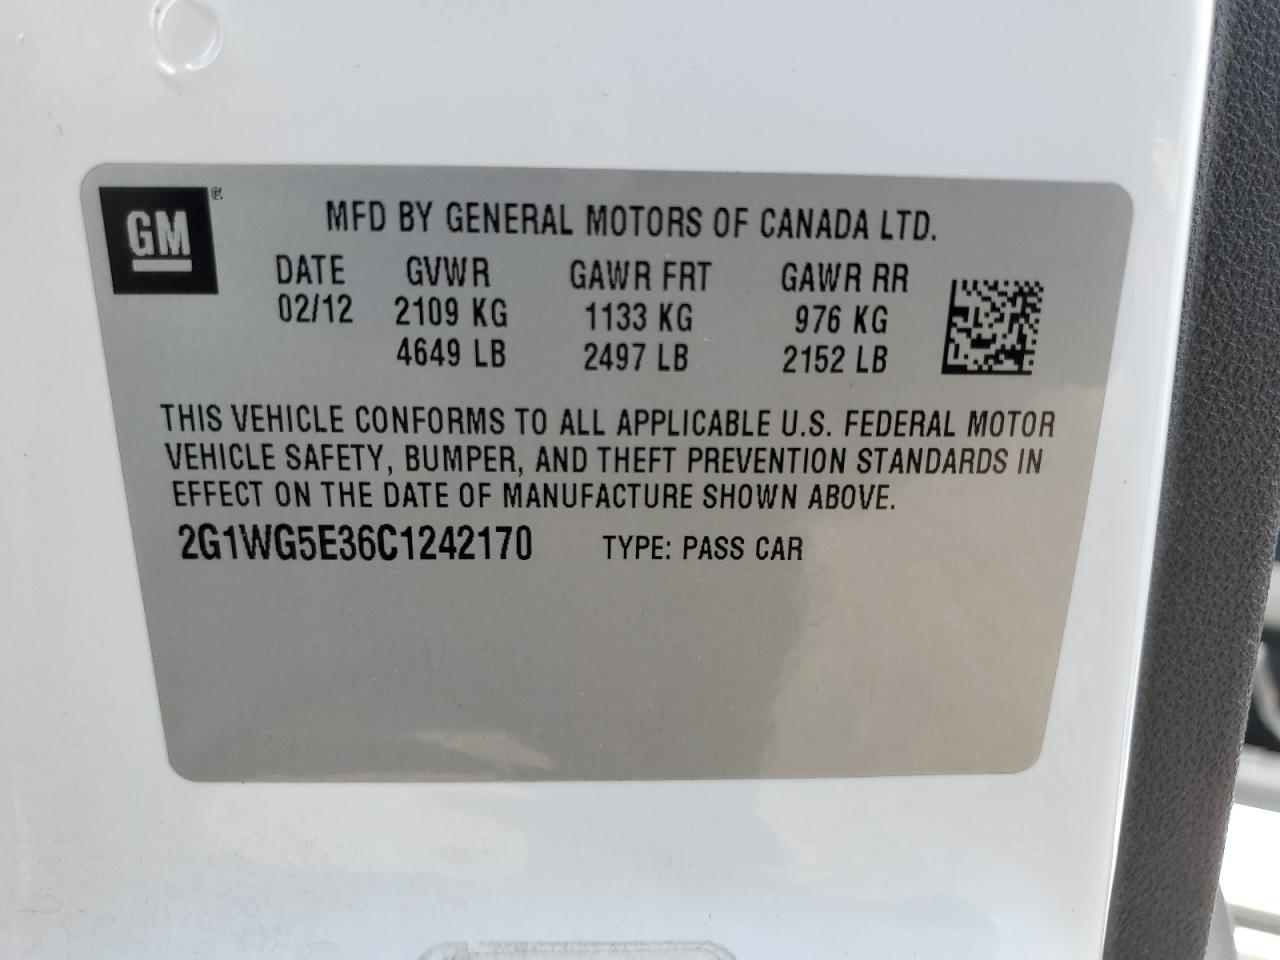 GM
MFD BY GENERAL MOTORS OF CANADA LTD.
DATE GVWR GAWR FRT GAWR RR
02/12 2109 KG 1133 KG 976 KG
4649 LB 2497 LB 2152 LB
THIS VEHICLE CONFORMS TO ALL APPLICABLE U.S. FEDERAL MOTOR
VEHICLE SAFETY, BUMPER, AND THEFT PREVENTION STANDARDS IN
EFFECT ON THE DATE OF MANUFACTURE SHOWN ABOVE.
2G1WG5E36C1242170 TYPE: PASS CAR